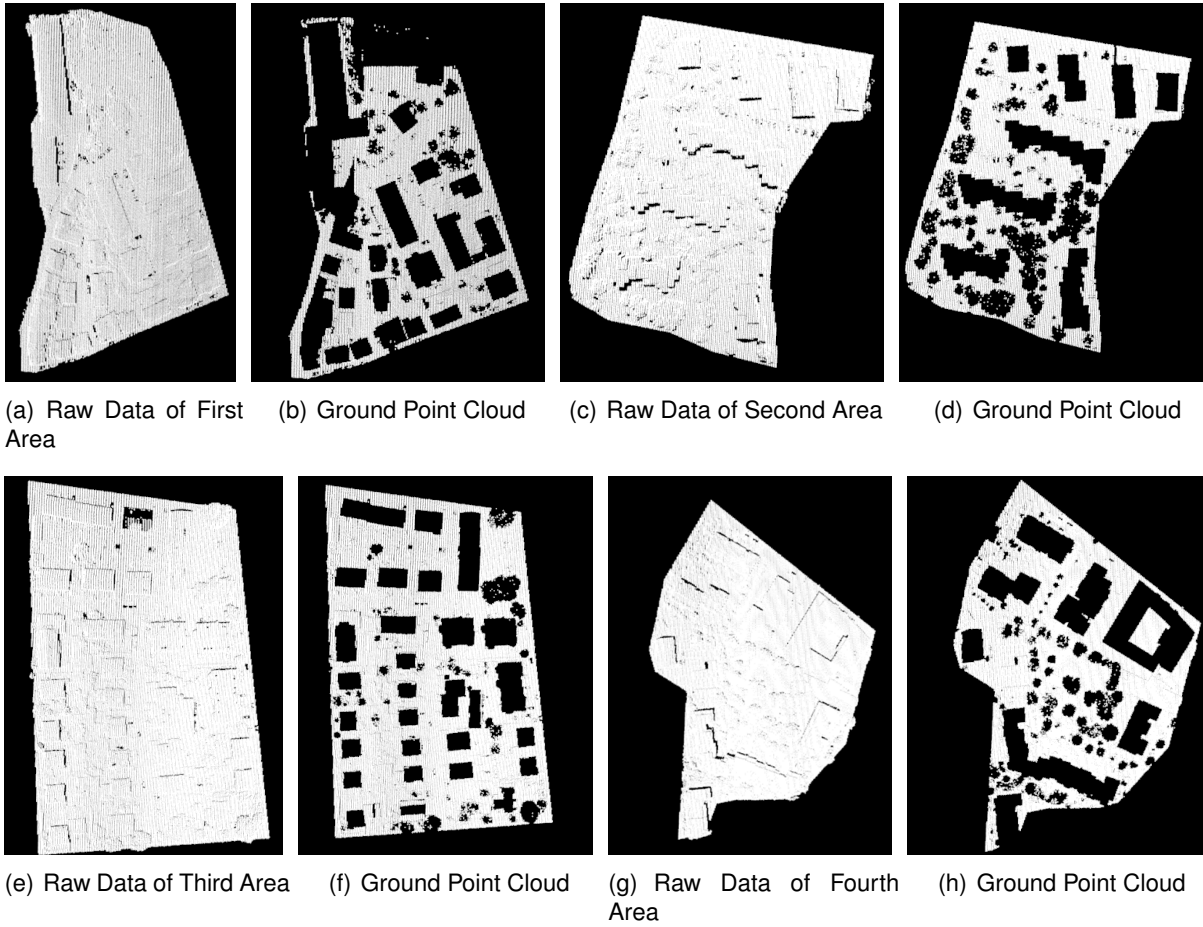 (a) Raw Data of First
Area
(b) Ground Point Cloud
(c) Raw Data of Second Area
(d) Ground Point Cloud
(e) Raw Data of Third Area
(f) Ground Point Cloud
(g) Raw Data of Fourth
Area
(h) Ground Point Cloud